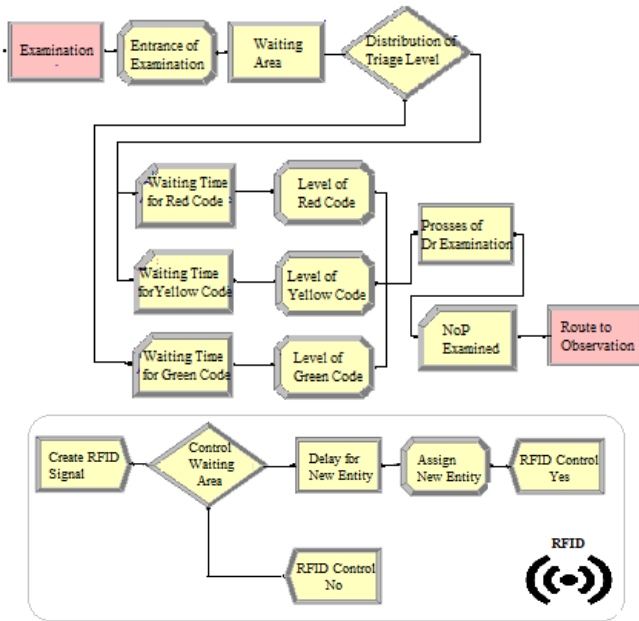 Examination
Entrance of
Examination
Waiting
Area
Distribution of
Triage Level
Waiting Time
for Red Code
Level of
Red Code
Waiting Time
for Yellow Code
Level of
Yellow Code
Waiting Time
for Green Code
Level of
Green Code
Prosses of
Dr Examination
NoP
Examined
Route to
Observation
Create RFID
Signal
Control
Waiting
Area
Delay for
New Entity
Assign
New Entity
RFID Control
Yes
RFID Control
No
RFID